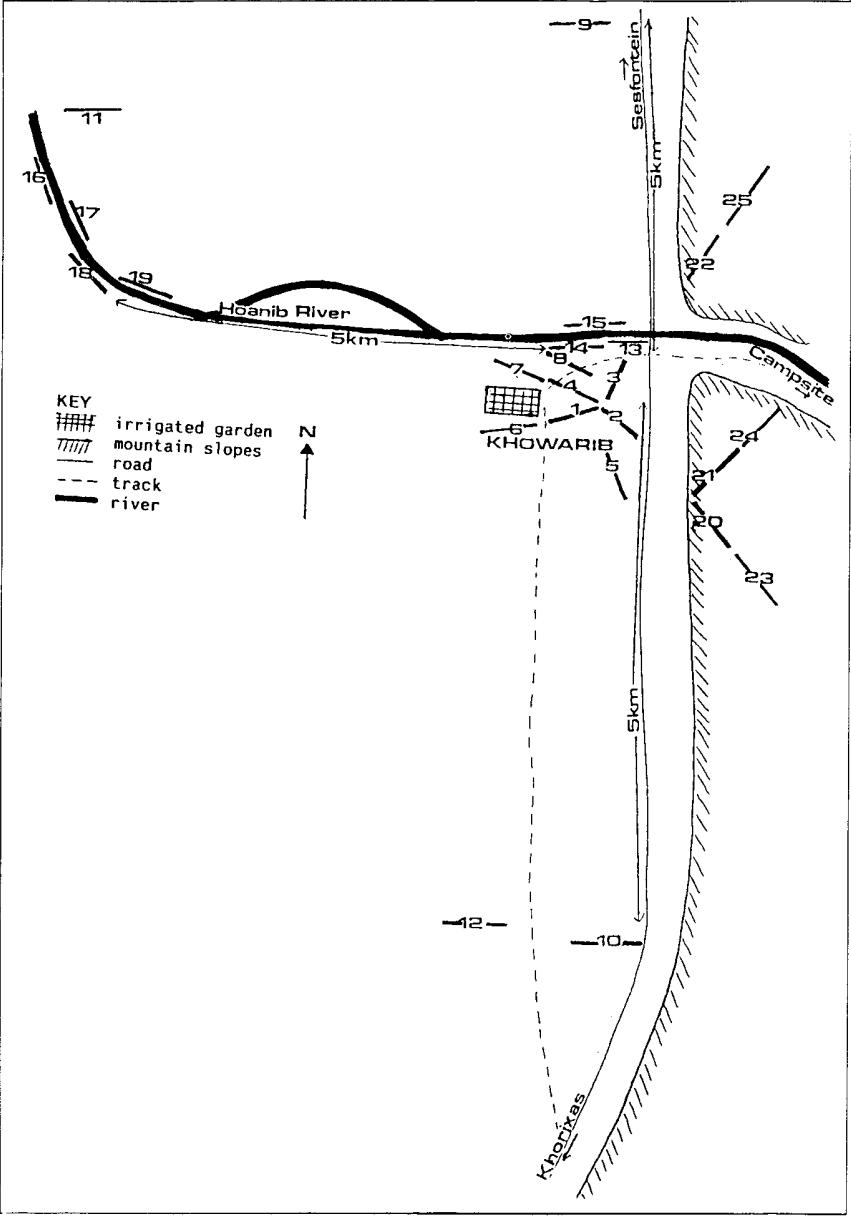 9
Sesfontein
5km
11
16
17
18
19
25
22
Hoanib River
5km
15
14
13
8
7
4
3
1
2
6
KHOWARIB
5
Campsite
24
21
20
23
KEY
irrigated garden
mountain slopes
road
track
river
N
5km
12
10
Khorixas